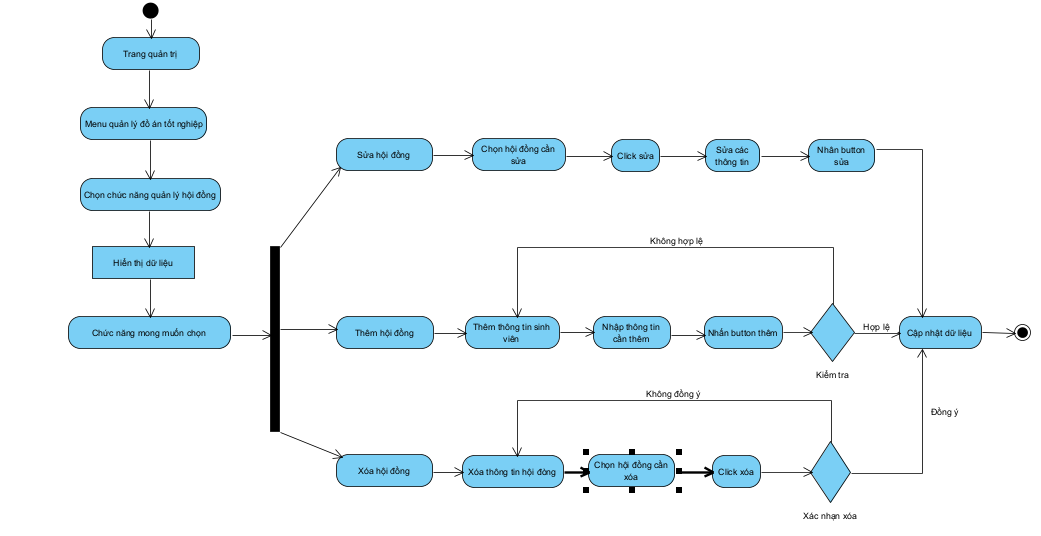 Trang quản trị
Menu quản lý đồ án tốt nghiệp
Chọn chức năng quản lý hội đồng
Hiển thị dữ liệu
Chức năng mong muốn chọn
Sửa hội đồng
Chọn hội đồng cần
sửa
Click sửa
Sửa các
thông tin
Nhân button
sửa
Không hợp lệ
Thêm hội đồng
Thêm thông tin sinh
viên
Nhập thông tin
cần thêm
Nhấn button thêm
Kiểm tra
Hợp lệ
Cập nhật dữ liệu
Không đồng ý
Xóa hội đồng
Xóa thông tin hội đồng
Chọn hội đồng cần
xóa
Click xóa
Xác nhạn xóa
Đồng ý